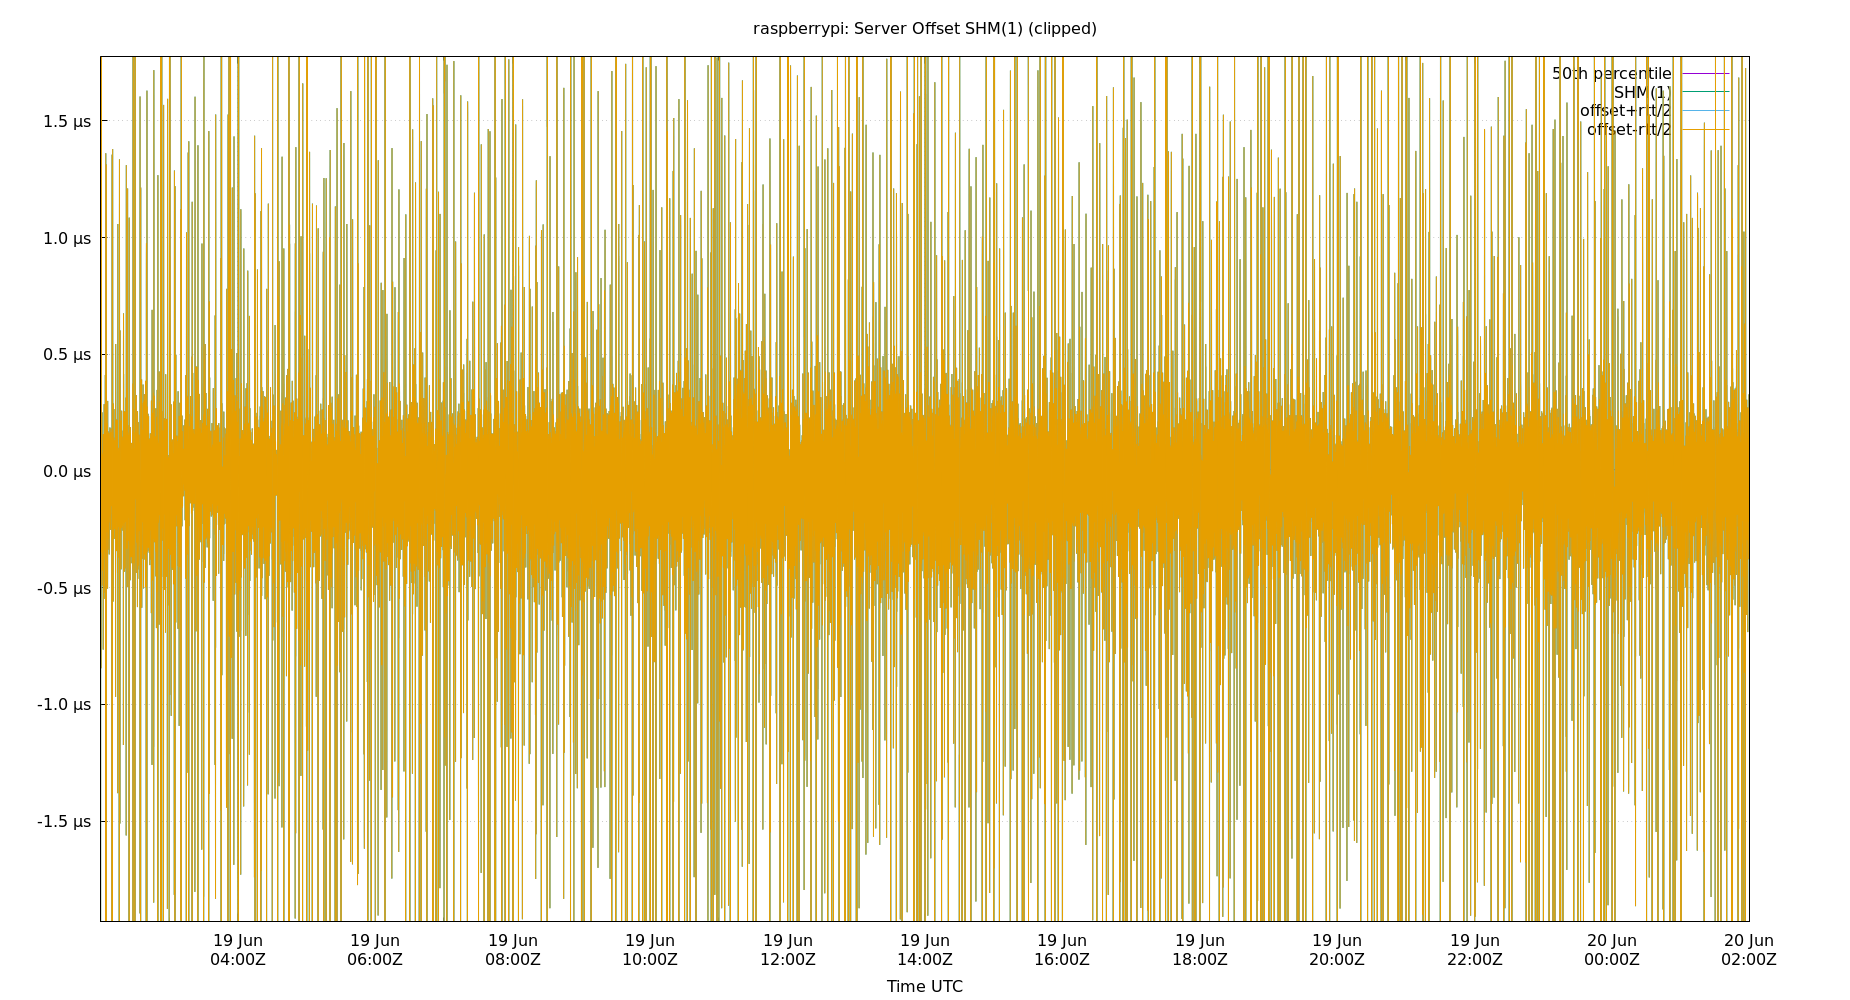 raspberrypi: Server Offset SHM(1) (clipped)
50th percentile
SHM(1)
offset+rtt/2
offset-rtt/2
1.5 µs
1.0 µs
0.5 µs
0.0 µs
-0.5 µs
-1.0 µs
-1.5 µs
19 Jun 19 Jun 19 Jun 19 Jun 19 Jun 19 Jun 19 Jun 19 Jun 19 Jun 19 Jun 20 Jun 20 Jun
04:00Z 06:00Z 08:00Z 10:00Z 12:00Z 14:00Z 16:00Z 18:00Z 20:00Z 22:00Z 00:00Z 02:00Z
Time UTC